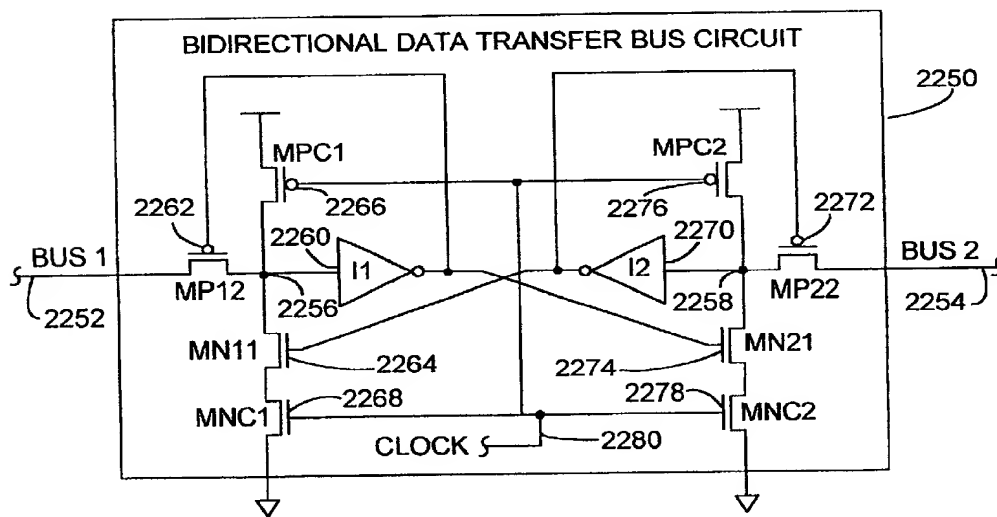 BIDIRECTIONAL DATA TRANSFER BUS CIRCUIT
2250
MPC1
MPC2
2262
2266
2276
2272
2260
2270
BUS 1
I1
I2
BUS 2
MP12
2256
2258
MP22
2252
2254
MN11
2264
2274
MN21
2268
2278
MNC1
MNC2
CLOCK
2280